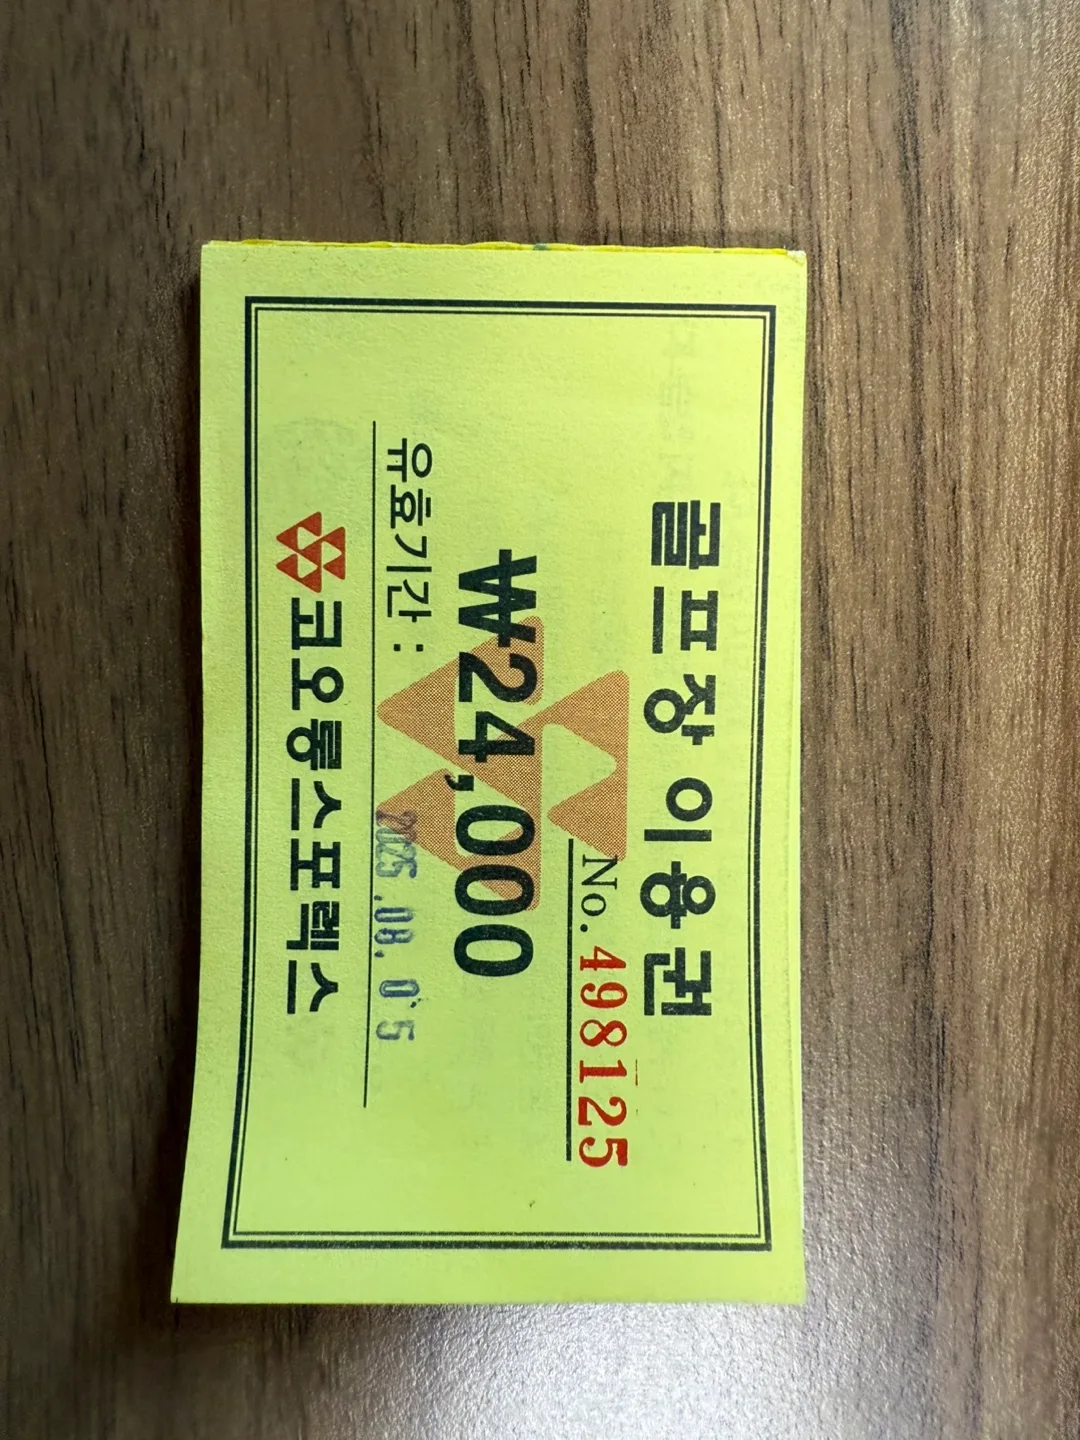 골프장 이용권
No. 498125
₩24,000
유효기간 : 2025.08.05
코오롱스포렉스